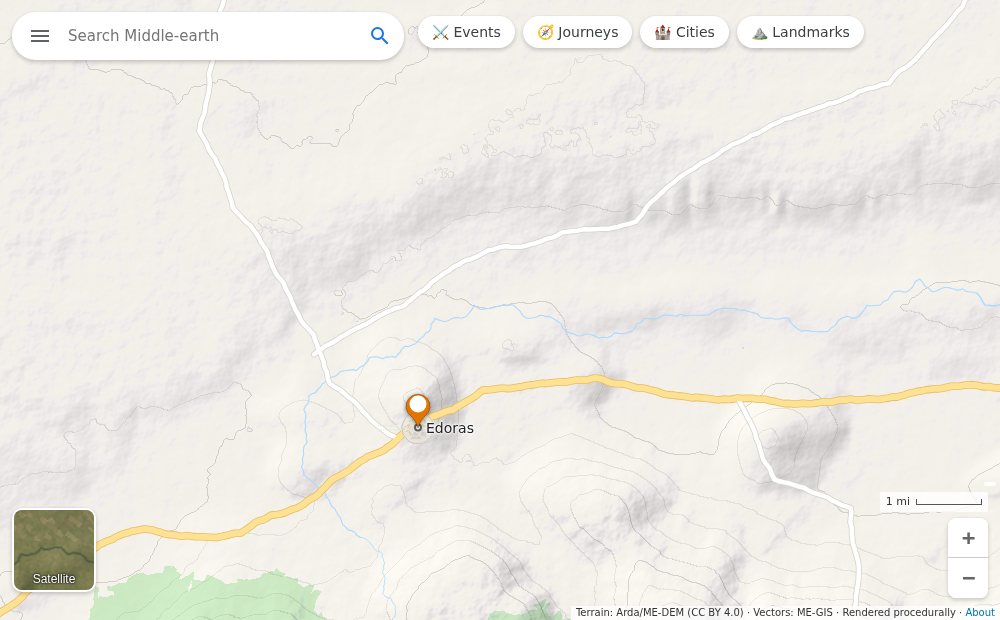 Search Middle-earth
Events
Journeys
Cities
Landmarks
Edoras
1 mi
+
−
Satellite
Terrain: Arda/ME-DEM (CC BY 4.0) · Vectors: ME-GIS · Rendered procedurally · About